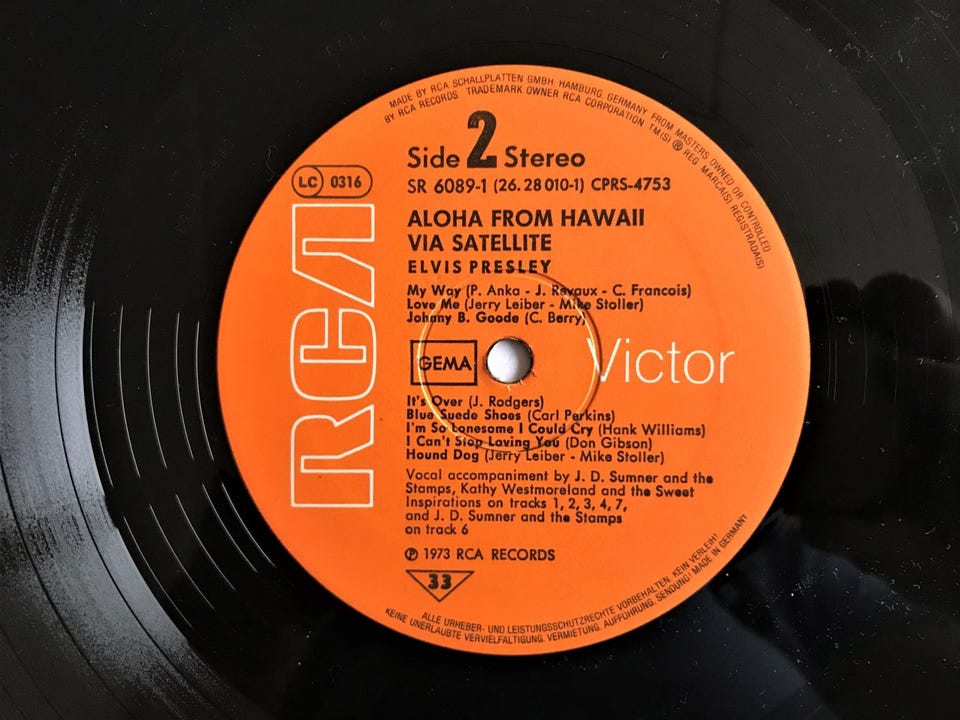 MADE BY RCA SCHALLPLATTEN GMBH. HAMBURG, GERMANY FROM MASTERS OWNED OR CONTROLLED
BY RCA RECORDS TRADEMARK OWNER RCA CORPORATION TM(S) ® REG. MARCA(S) REGISTRADA(S)
Side 2 Stereo
LC 0316
SR 6089-1 (26.28 010-1) CPRS-4753
RCA
ALOHA FROM HAWAII
VIA SATELLITE
ELVIS PRESLEY
My Way (P. Anka - J. Revaux - C. Francois)
Love Me (Jerry Leiber - Mike Stoller)
Johnny B. Goode (C. Berry)
GEMA
Victor
It's Over (J. Rodgers)
Blue Suede Shoes (Carl Perkins)
I'm So Lonesome I Could Cry (Hank Williams)
I Can't Stop Loving You (Don Gibson)
Hound Dog (Jerry Leiber - Mike Stoller)
Vocal accompaniment by J. D. Sumner and the
Stamps, Kathy Westmoreland and the Sweet
Inspirations on tracks 1, 2, 3, 4, 7,
and J. D. Sumner and the Stamps
on track 6
℗ 1973 RCA RECORDS
33
ALLE URHEBER- UND LEISTUNGSSCHUTZRECHTE VORBEHALTEN. KEIN VERLEIH!
KEINE UNERLAUBTE VERVIELFALTIGUNG. VERMIETUNG. AUFFUHRUNG. SENDUNG! MADE IN GERMANY